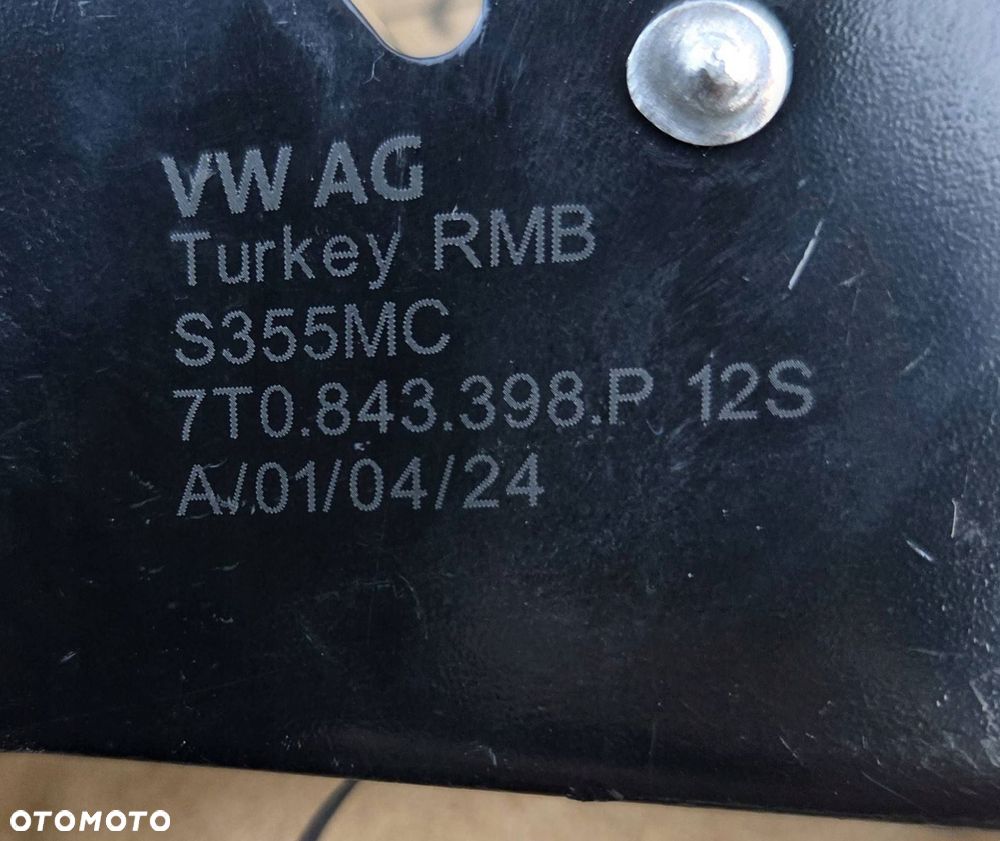 VW AG
Turkey RMB
S355MC
7T0.843.398.P 12S
A/01/04/24
OTOMOTO